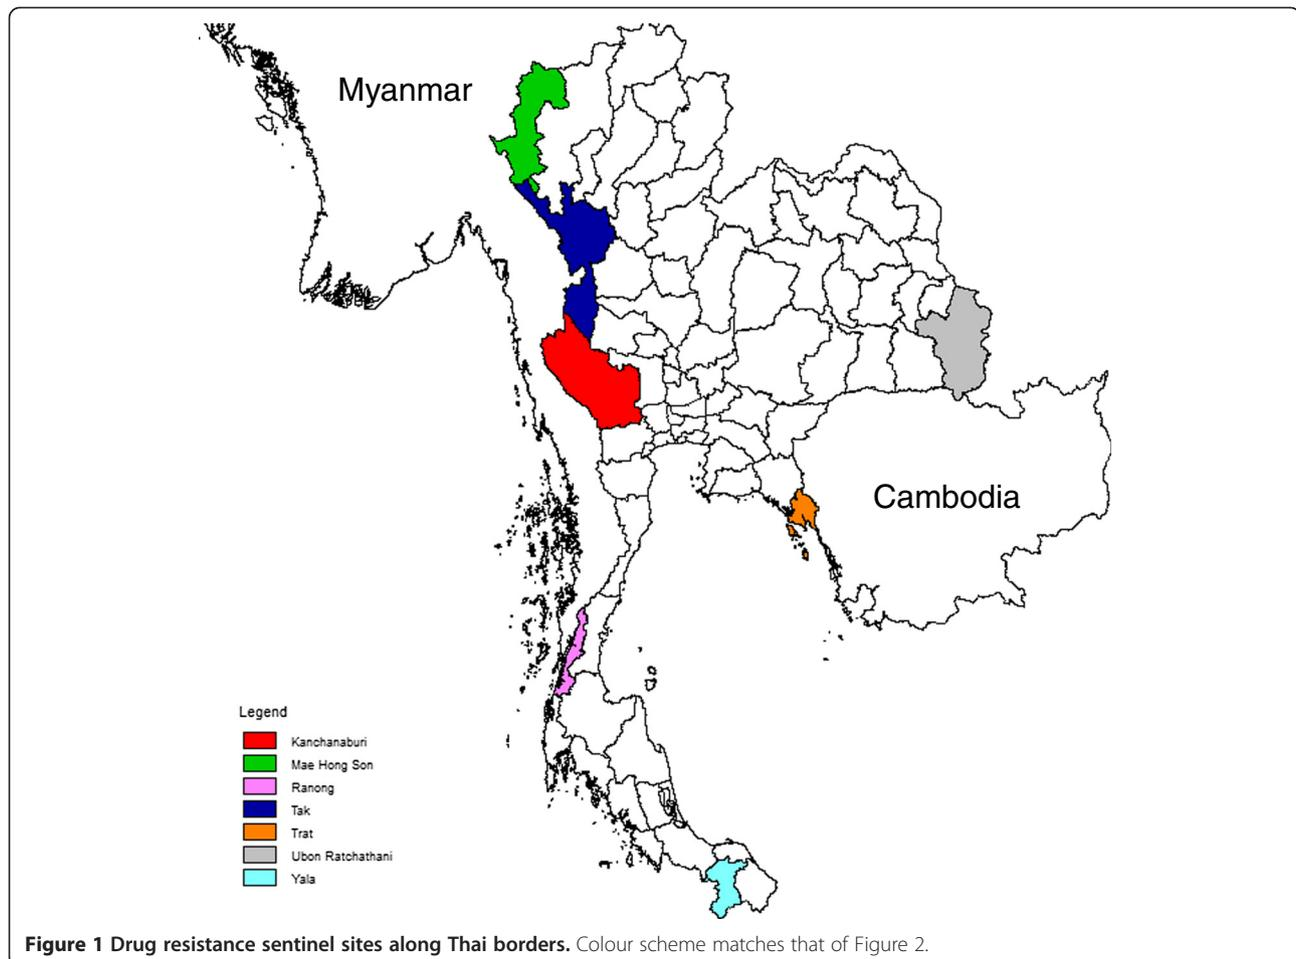 Myanmar
Cambodia
Legend
Kanchanaburi
Mae Hong Son
Ranong
Tak
Trat
Ubon Ratchathani
Yala
Figure 1 Drug resistance sentinel sites along Thai borders. Colour scheme matches that of Figure 2.